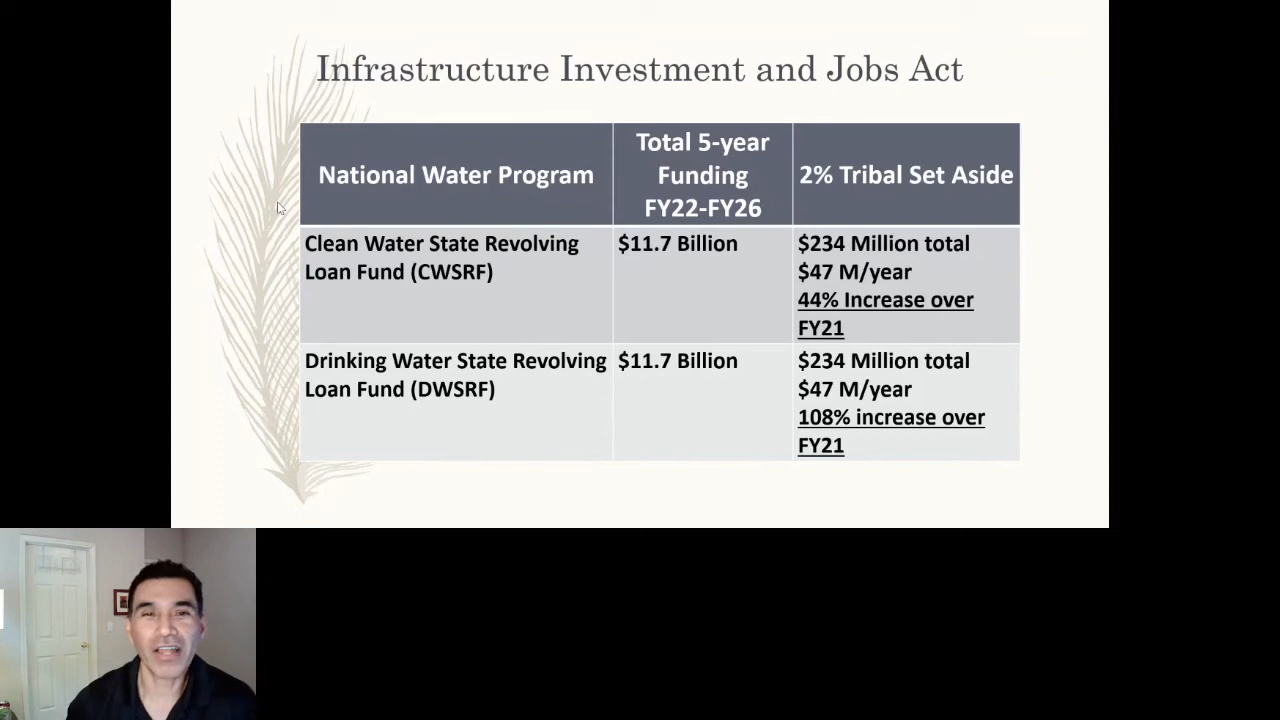 Infrastructure Investment and Jobs Act
National Water Program
Total 5-year
Funding
FY22-FY26
2% Tribal Set Aside
Clean Water State Revolving
Loan Fund (CWSRF)
$11.7 Billion
$234 Million total
$47 M/year
44% Increase over
FY21
Drinking Water State Revolving
Loan Fund (DWSRF)
$11.7 Billion
$234 Million total
$47 M/year
108% increase over
FY21